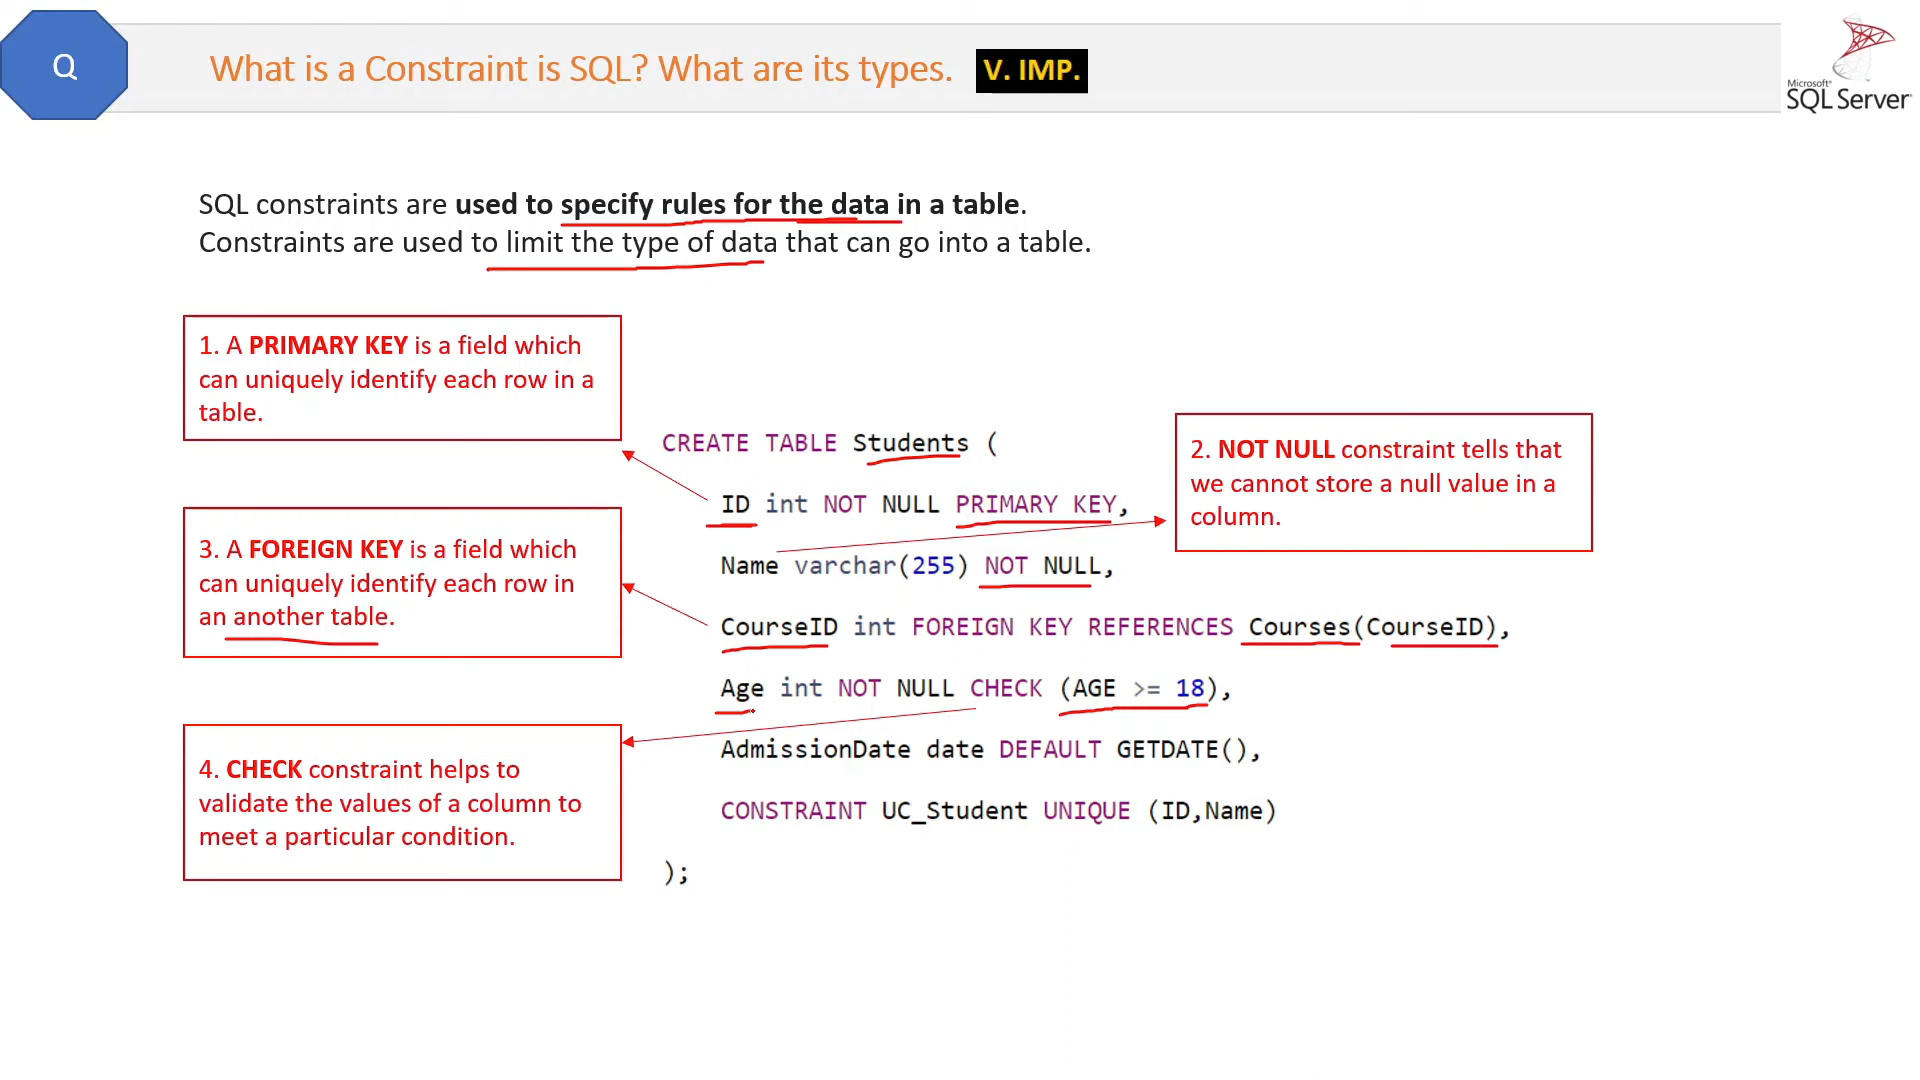 Q
What is a Constraint is SQL? What are its types.
V. IMP.
Microsoft®
SQL Server®
SQL constraints are used to specify rules for the data in a table.
Constraints are used to limit the type of data that can go into a table.
1. A PRIMARY KEY is a field which
can uniquely identify each row in a
table.
2. NOT NULL constraint tells that
we cannot store a null value in a
column.
3. A FOREIGN KEY is a field which
can uniquely identify each row in
an another table.
4. CHECK constraint helps to
validate the values of a column to
meet a particular condition.
CREATE TABLE Students (
ID int NOT NULL PRIMARY KEY,
Name varchar(255) NOT NULL,
CourseID int FOREIGN KEY REFERENCES Courses(CourseID),
Age int NOT NULL CHECK (AGE >= 18),
AdmissionDate date DEFAULT GETDATE(),
CONSTRAINT UC_Student UNIQUE (ID,Name)
);